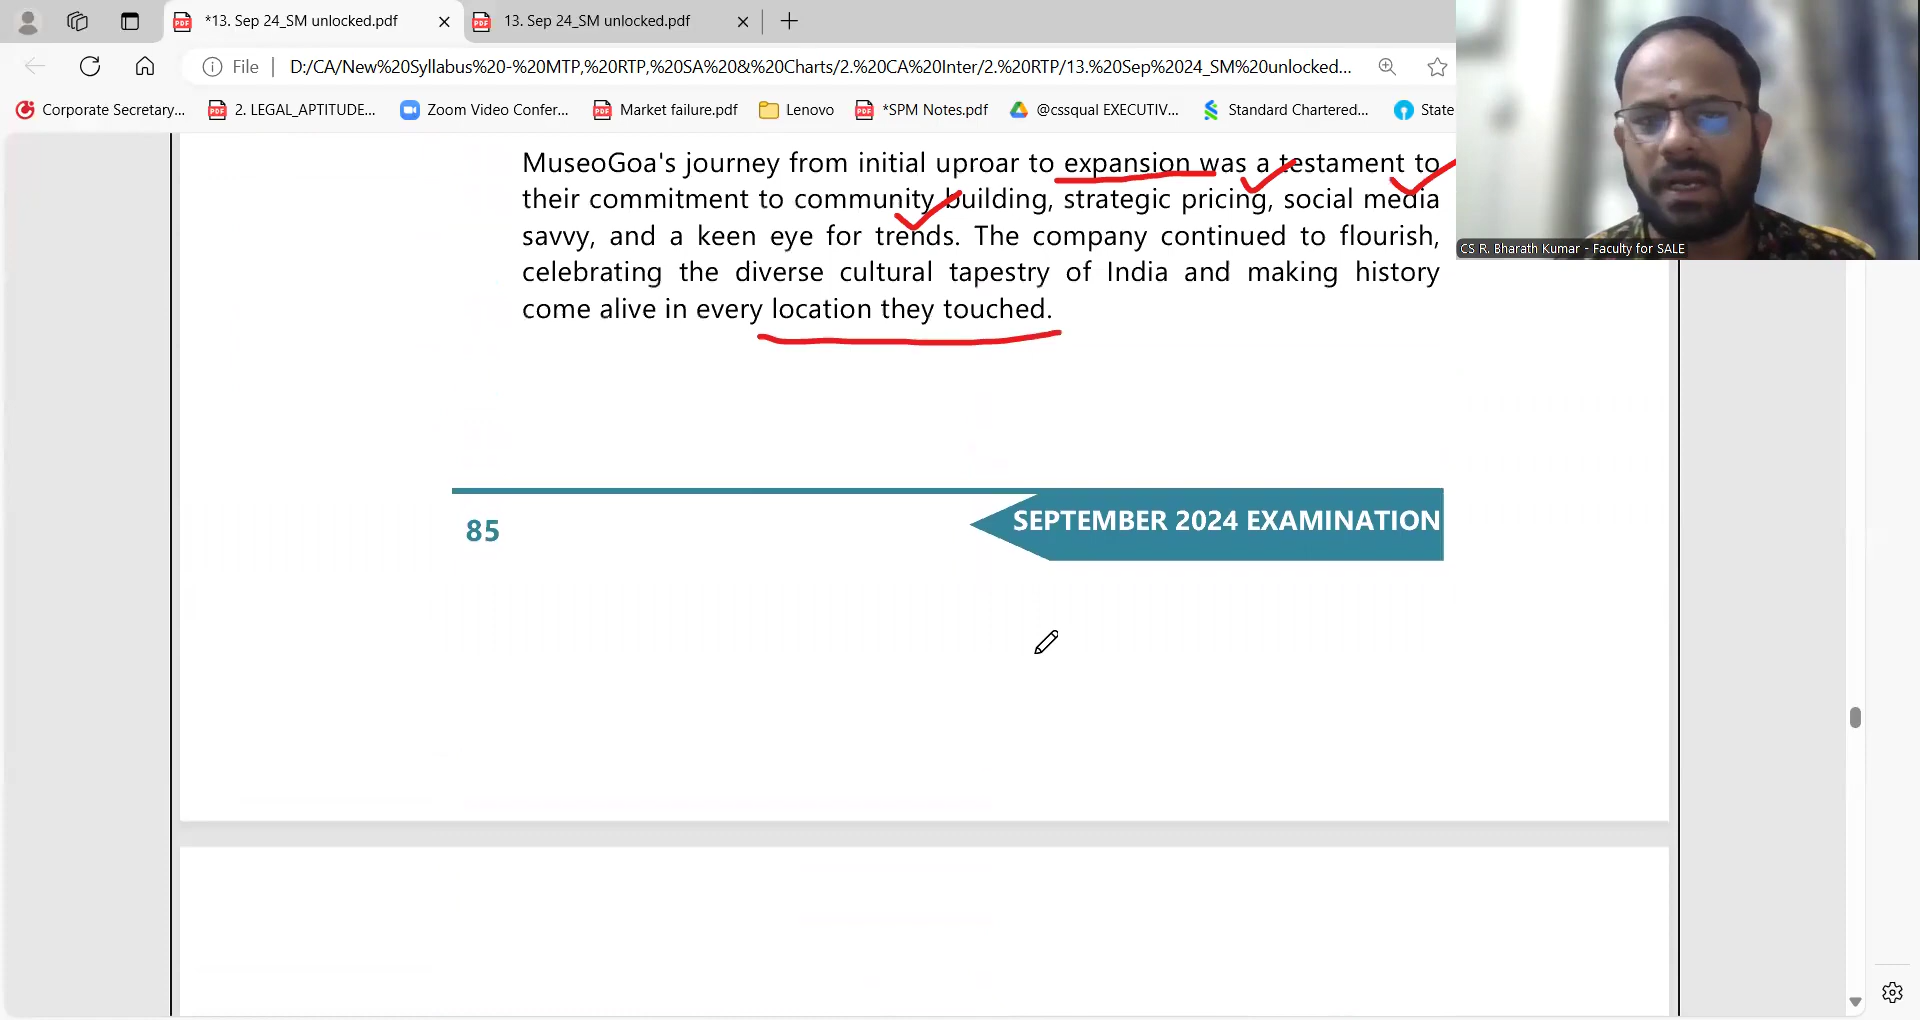 *13. Sep 24_SM unlocked.pdf
13. Sep 24_SM unlocked.pdf
File | D:/CA/New%20Syllabus%20-%20MTP,%20RTP,%20SA%20&%20Charts/2.%20CA%20Inter/2.%20RTP/13.%20Sep%2024_SM%20unlocked...
Corporate Secretary... 2. LEGAL_APTITUDE... Zoom Video Confer... Market failure.pdf Lenovo *SPM Notes.pdf @cssqual EXECUTIV... Standard Chartered... State
MuseoGoa's journey from initial uproar to expansion was a testament to
their commitment to community building, strategic pricing, social media
savvy, and a keen eye for trends. The company continued to flourish,
celebrating the diverse cultural tapestry of India and making history
come alive in every location they touched.
CS R. Bharath Kumar - Faculty for SALE
85
SEPTEMBER 2024 EXAMINATION